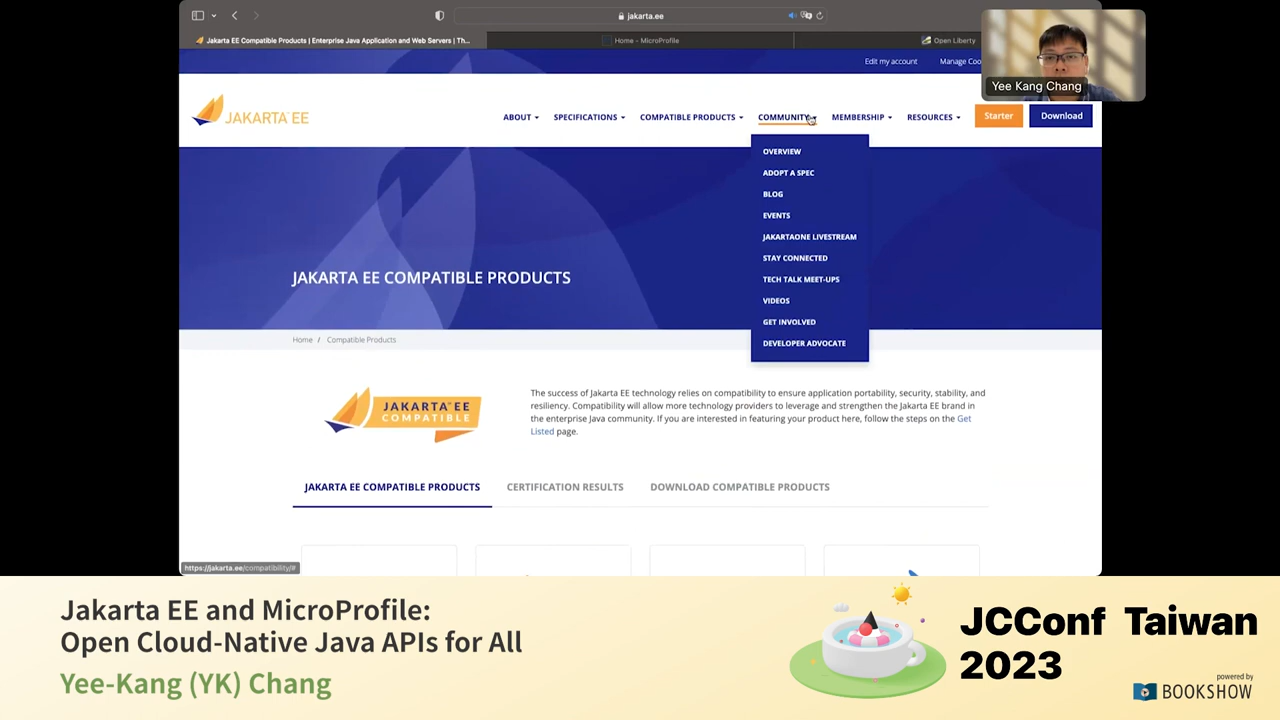 jakarta.ee
Jakarta EE Compatible Products | Enterprise Java Application and Web Servers | Th...
Home - MicroProfile
Open Liberty
Edit my account
Manage Coo
Yee Kang Chang
JAKARTA EE
ABOUT
SPECIFICATIONS
COMPATIBLE PRODUCTS
COMMUNITY
MEMBERSHIP
RESOURCES
Starter
Download
OVERVIEW
ADOPT A SPEC
BLOG
EVENTS
JAKARTAONE LIVESTREAM
STAY CONNECTED
TECH TALK MEET-UPS
VIDEOS
GET INVOLVED
DEVELOPER ADVOCATE
JAKARTA EE COMPATIBLE PRODUCTS
Home / Compatible Products
JAKARTA EE
COMPATIBLE
The success of Jakarta EE technology relies on compatibility to ensure application portability, security, stability, and
resiliency. Compatibility will allow more technology providers to leverage and strengthen the Jakarta EE brand in
the enterprise Java community. If you are interested in featuring your product here, follow the steps on the Get
Listed page.
JAKARTA EE COMPATIBLE PRODUCTS
CERTIFICATION RESULTS
DOWNLOAD COMPATIBLE PRODUCTS
https://jakarta.ee/compatibility/#
Jakarta EE and MicroProfile:
Open Cloud-Native Java APIs for All
Yee-Kang (YK) Chang
JCConf Taiwan
2023
powered by
BOOKSHOW